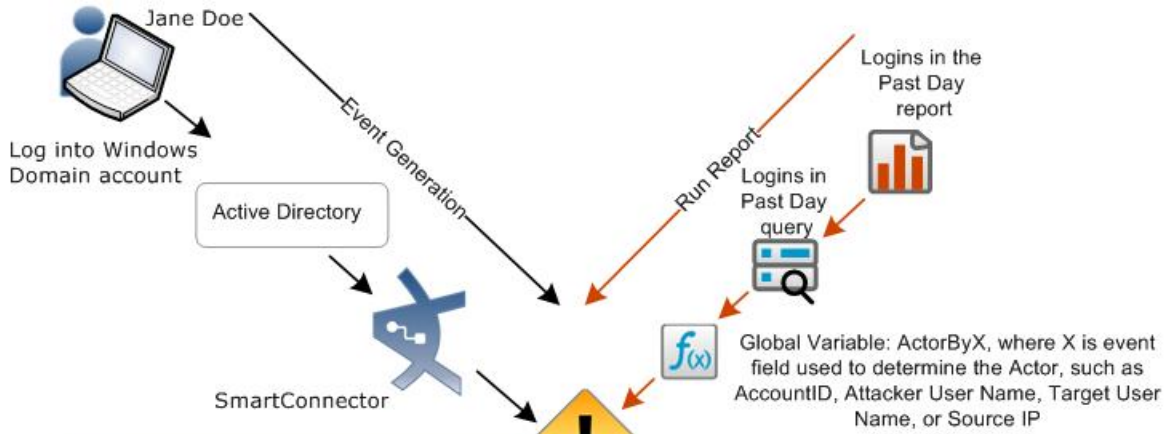 Jane Doe
Log into Windows
Domain account
Event Generation
Active Directory
SmartConnector
Run Report
Logins in the
Past Day
report
Logins in
Past Day
query
f(x)
Global Variable: ActorByX, where X is event
field used to determine the Actor, such as
AccountID, Attacker User Name, Target User
Name, or Source IP
!